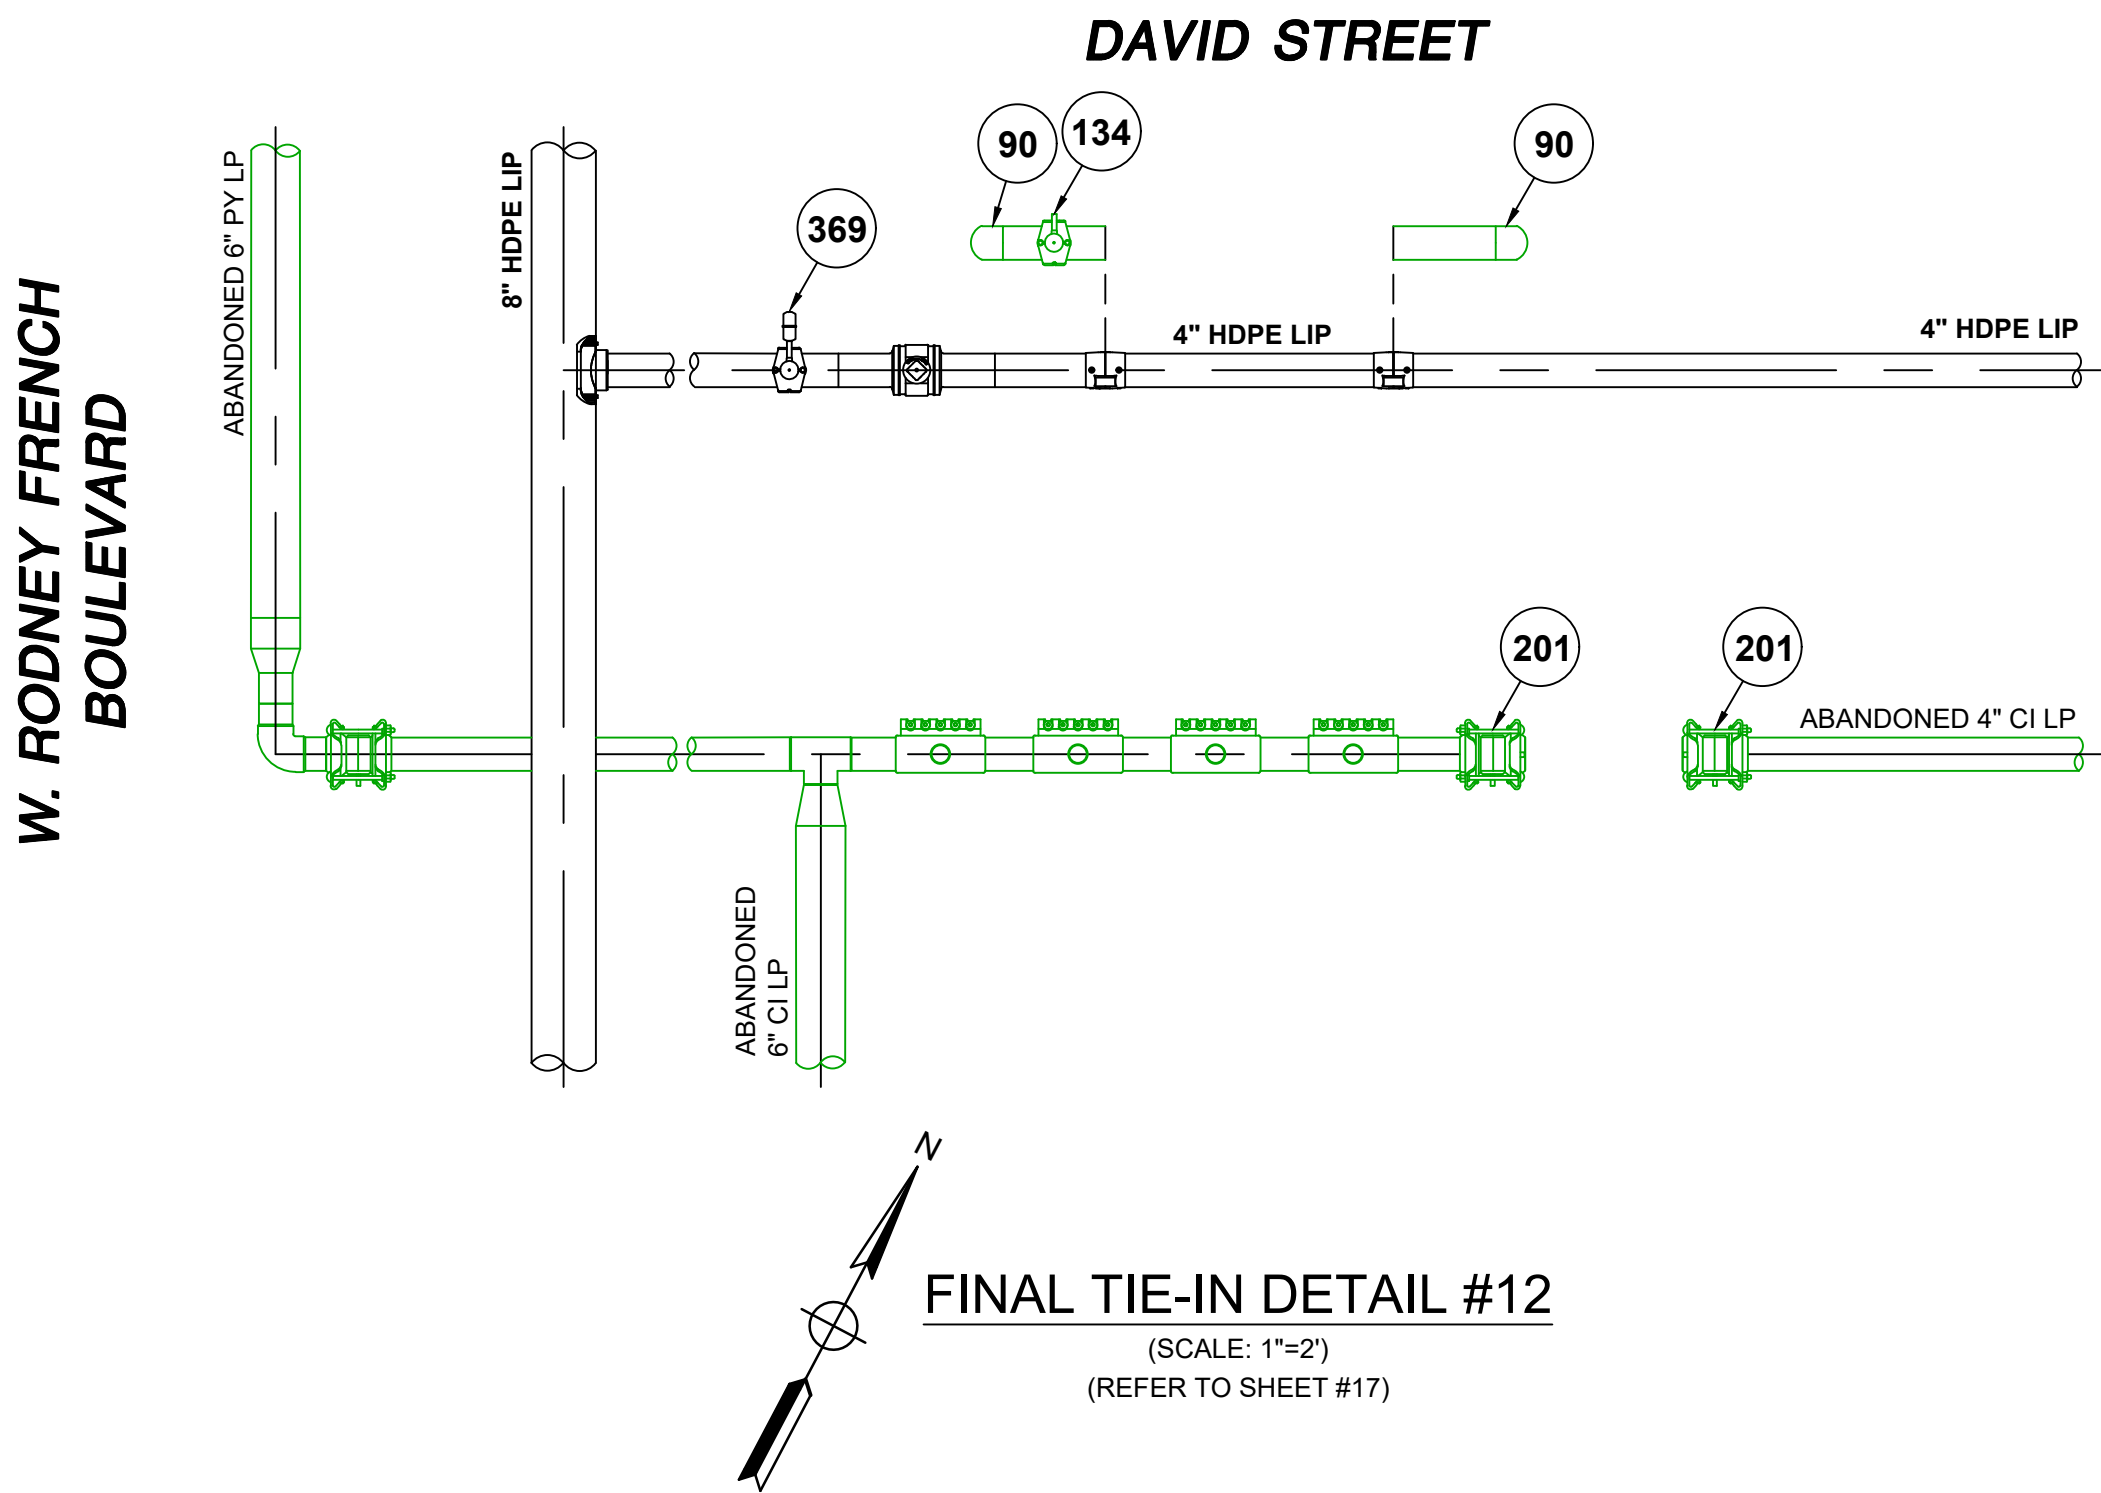 DAVID STREET
W. RODNEY FRENCH
BOULEVARD
ABANDONED 6" PY LP
8" HDPE LIP
369
90
134
90
4" HDPE LIP
4" HDPE LIP
201
201
ABANDONED 4" CI LP
ABANDONED
6" CI LP
N
FINAL TIE-IN DETAIL #12
(SCALE: 1"=2')
(REFER TO SHEET #17)